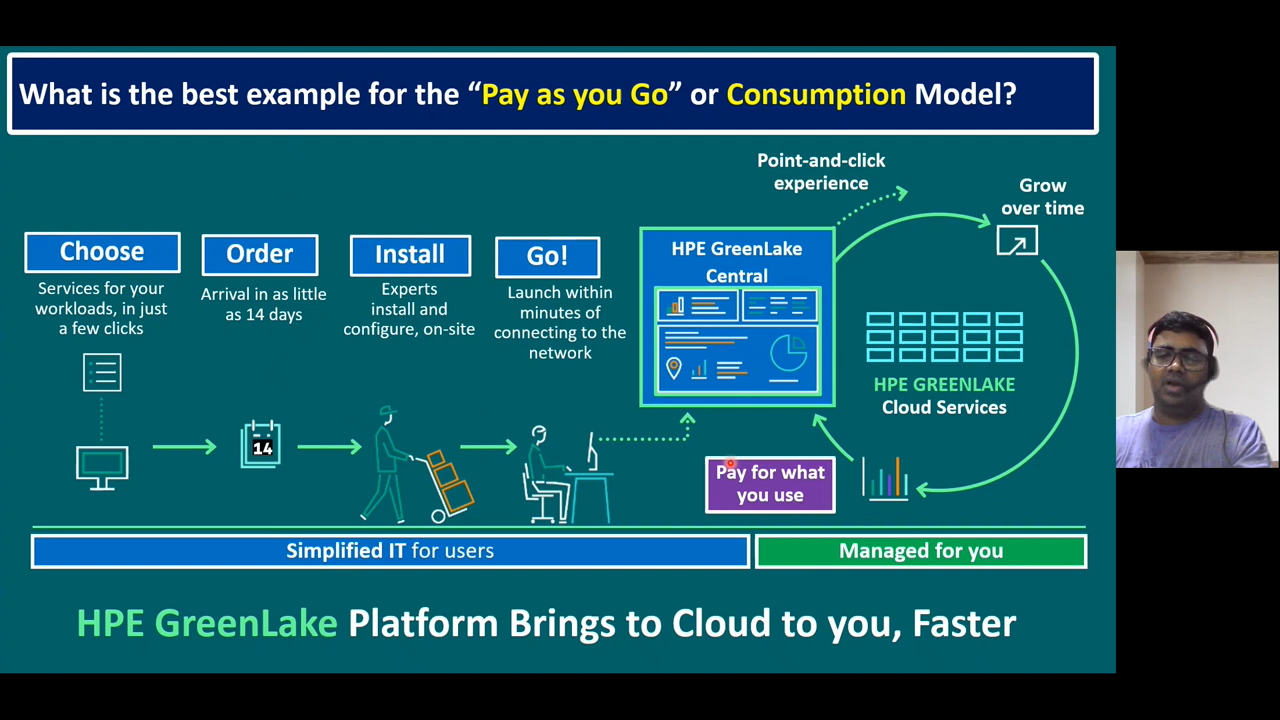 What is the best example for the “Pay as you Go” or Consumption Model?
Choose
Services for your
workloads, in just
a few clicks
Order
Arrival in as little
as 14 days
Install
Experts
install and
configure, on-site
Go!
Launch within
minutes of
connecting to the
network
14
Point-and-click
experience
HPE GreenLake
Central
Grow
over time
HPE GREENLAKE
Cloud Services
Pay for what
you use
Simplified IT for users
Managed for you
HPE GreenLake Platform Brings to Cloud to you, Faster